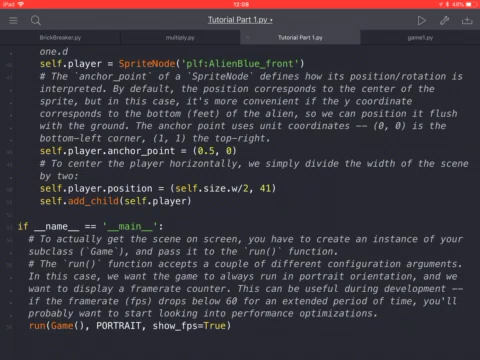 iPad
12:08
48%
Tutorial Part 1.py
BrickBreaker.py
multiply.py
Tutorial Part 1.py
game1.py
one.d
self.player = SpriteNode('plf:AlienBlue_front')
# The `anchor_point` of a `SpriteNode` defines how its position/rotation is
interpreted. By default, the position corresponds to the center of the
sprite, but in this case, it's more convenient if the y coordinate
corresponds to the bottom (feet) of the alien, so we can position it flush
with the ground. The anchor point uses unit coordinates -- (0, 0) is the
bottom-left corner, (1, 1) the top-right.
self.player.anchor_point = (0.5, 0)
# To center the player horizontally, we simply divide the width of the scene
by two:
self.player.position = (self.size.w/2, 41)
self.add_child(self.player)
if __name__ == '__main__':
# To actually get the scene on screen, you have to create an instance of your
subclass (`Game`), and pass it to the `run()` function.
# The `run()` function accepts a couple of different configuration arguments.
In this case, we want the game to always run in portrait orientation, and we
want to display a framerate counter. This can be useful during development --
if the framerate (fps) drops below 60 for an extended period of time, you'll
probably want to start looking into performance optimizations.
run(Game(), PORTRAIT, show_fps=True)